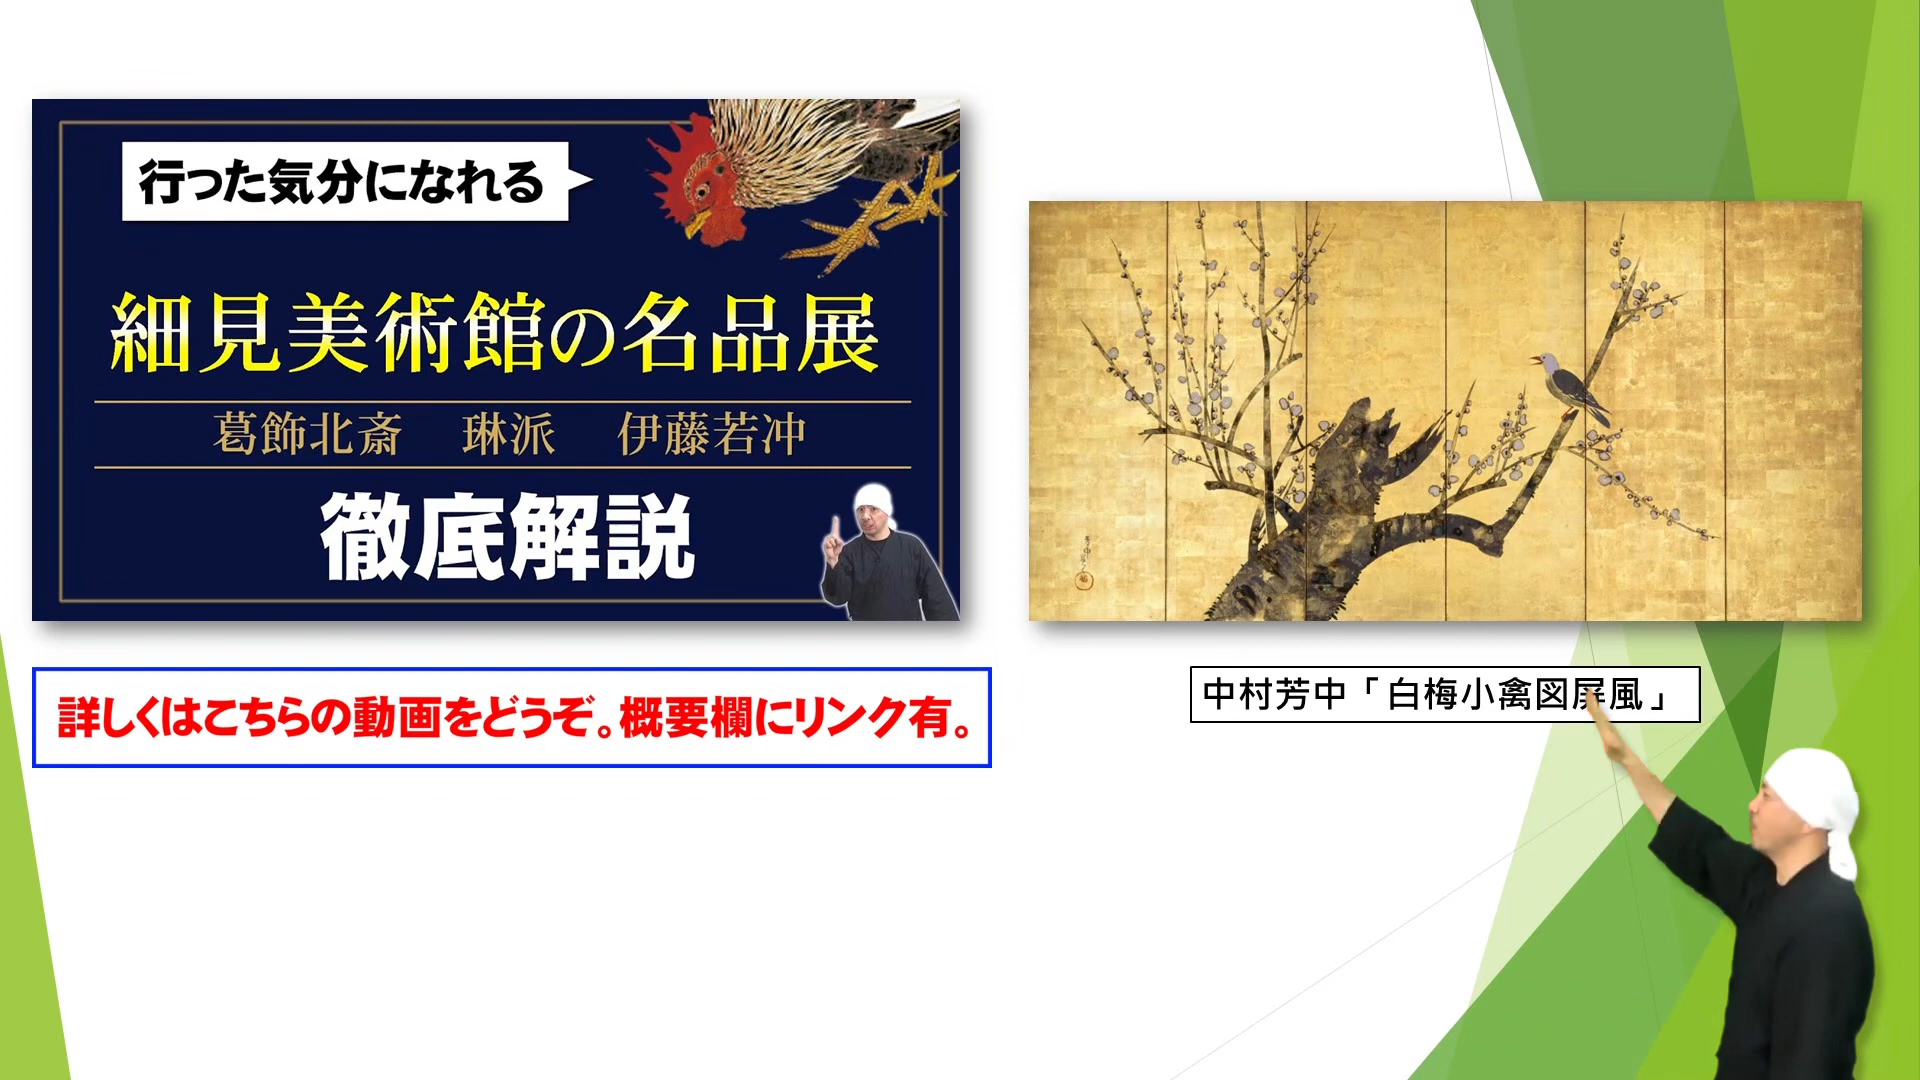 行った気分になれる
細見美術館の名品展
葛飾北斎 琳派 伊藤若冲
徹底解説
詳しくはこちらの動画をどうぞ。概要欄にリンク有。
中村芳中「白梅小禽図屏風」